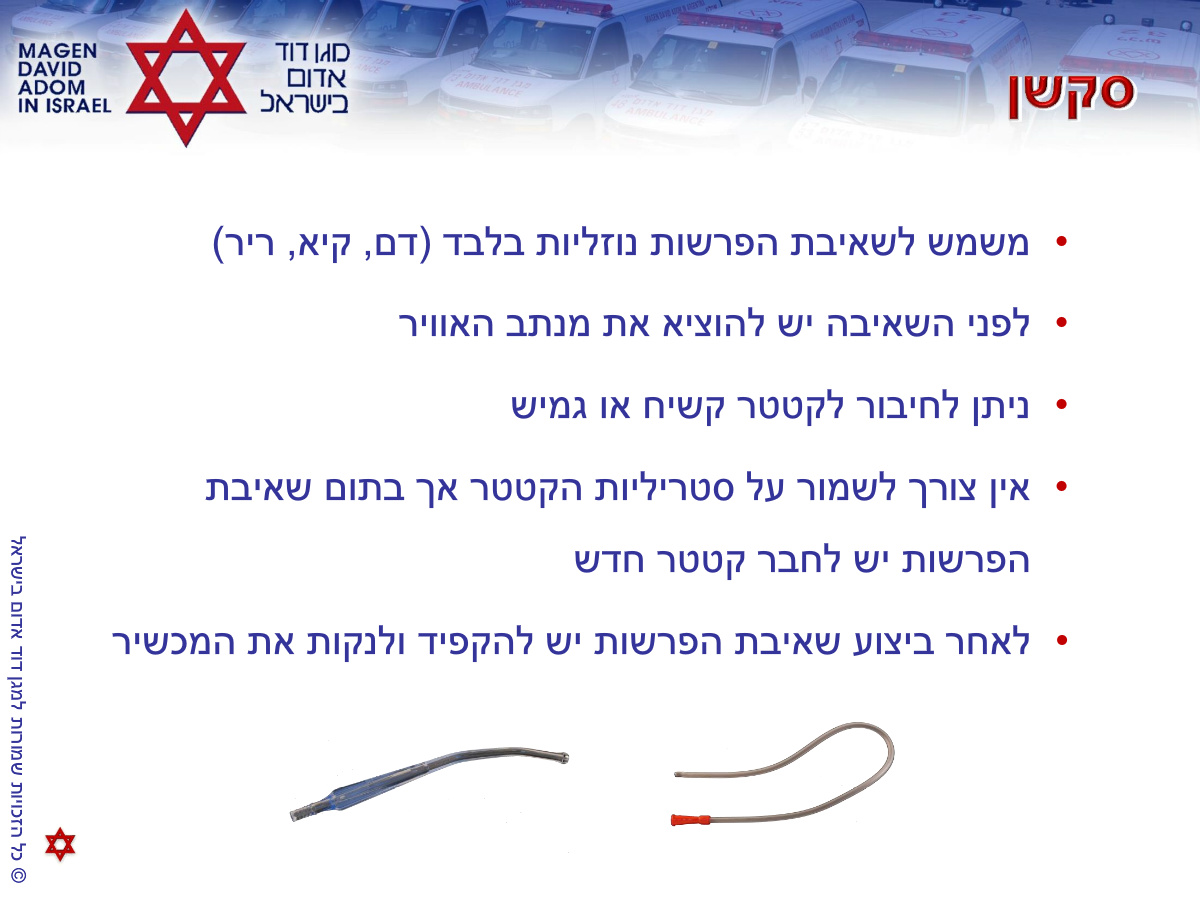 MAGEN
DAVID
ADOM
IN ISRAEL
מגן דוד
אדום
בישראל
סקשן
• משמש לשאיבת הפרשות נוזליות בלבד (דם, קיא, ריר)
• לפני השאיבה יש להוציא את מנתב האוויר
• ניתן לחיבור לקטטר קשיח או גמיש
• אין צורך לשמור על סטריליות הקטטר אך בתום שאיבת
הפרשות יש לחבר קטטר חדש
• לאחר ביצוע שאיבת הפרשות יש להקפיד ולנקות את המכשיר
© כל הזכויות שמורות למגן דוד אדום בישראל